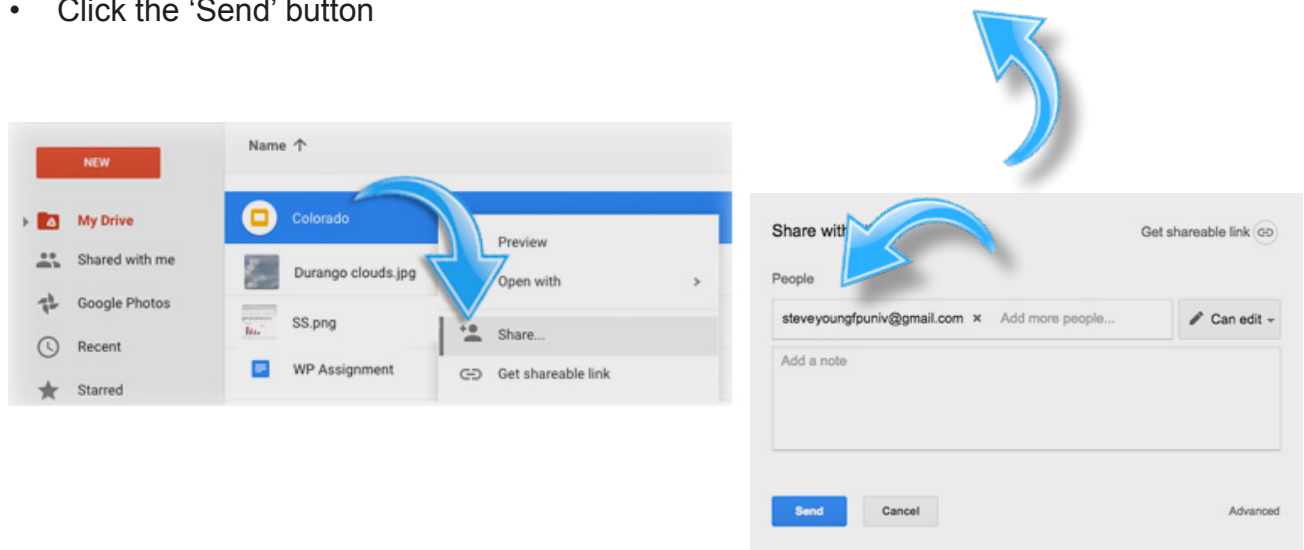 • Click the ‘Send’ button
NEW
My Drive
Shared with me
Google Photos
Recent
Starred
Name ↑
Colorado
Durango clouds.jpg
SS.png
WP Assignment
Preview
Open with >
Share...
Get shareable link
Share with
Get shareable link
People
steveyoungfpuniv@gmail.com × Add more people...
Can edit
Add a note
Send
Cancel
Advanced